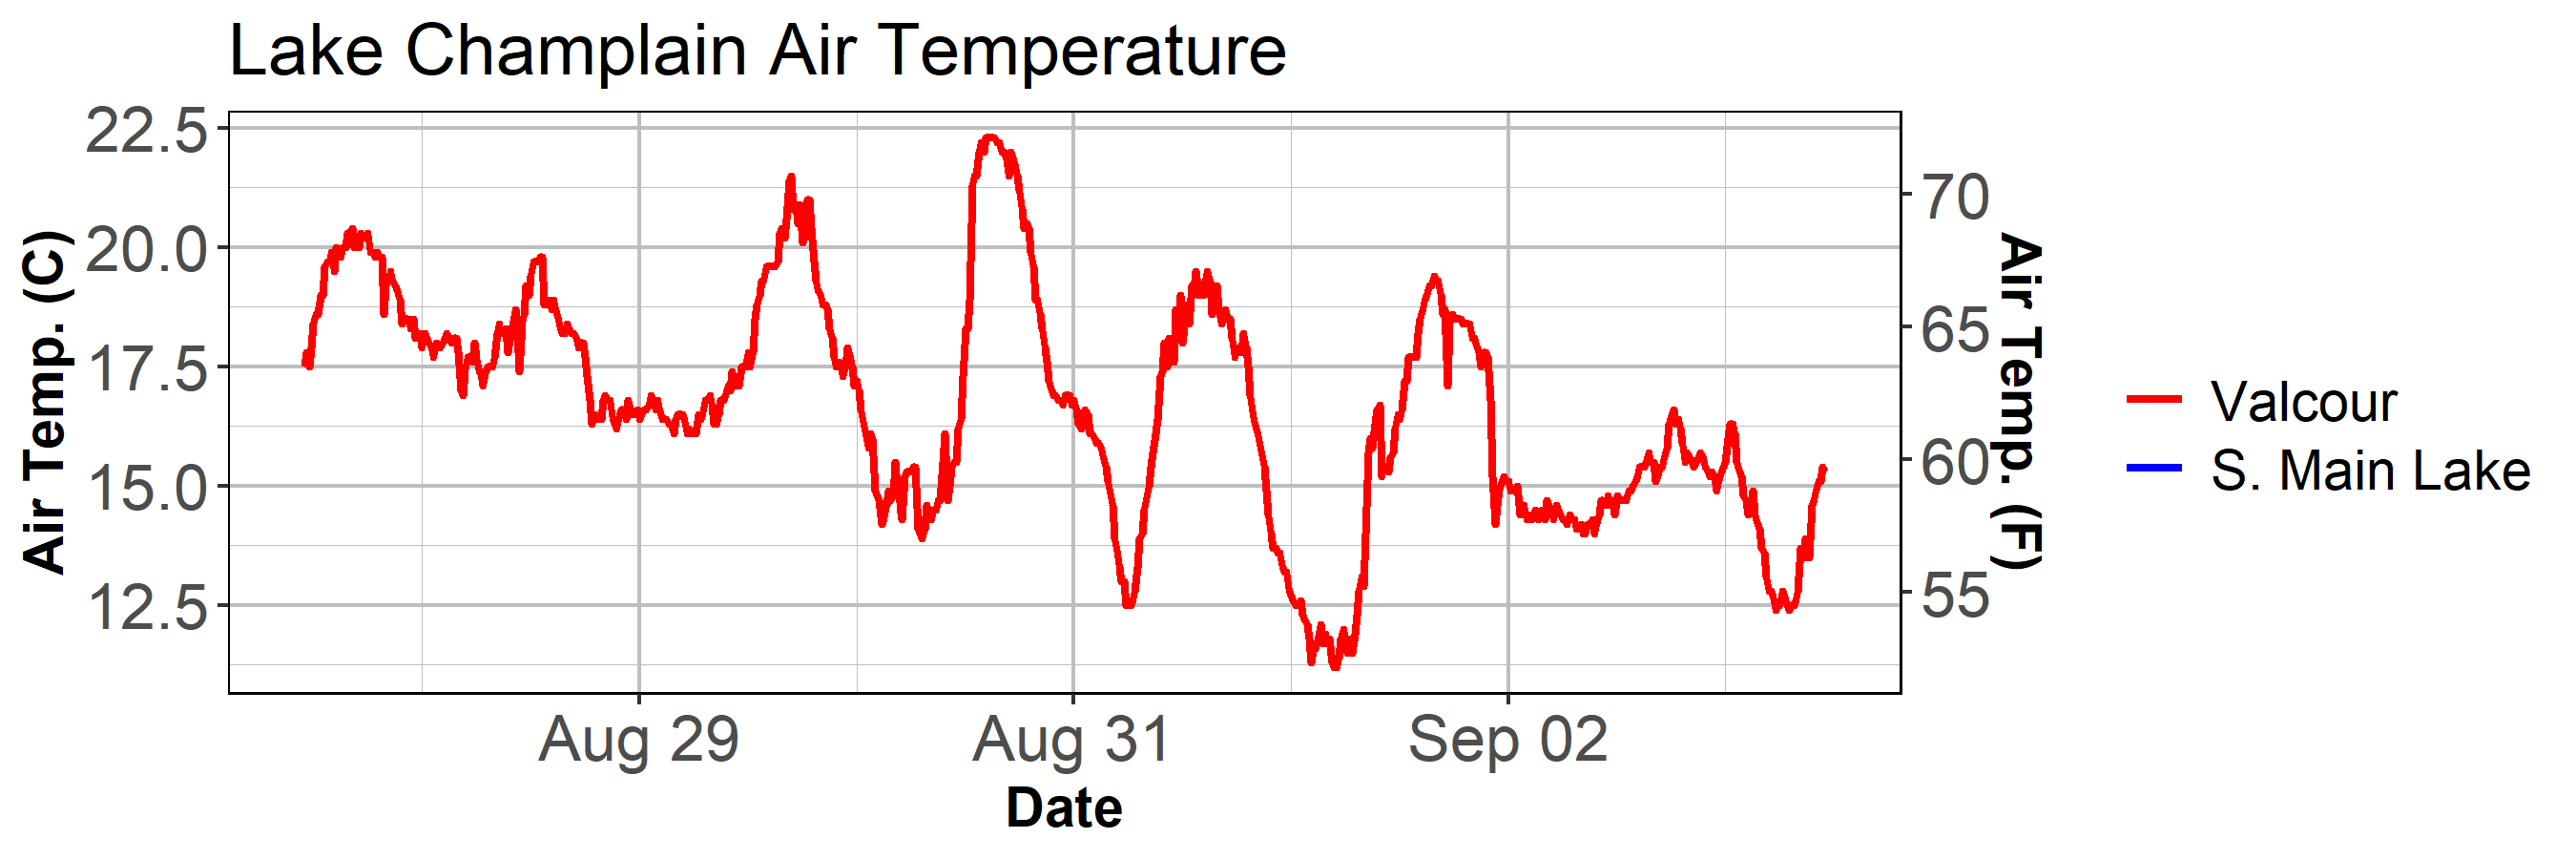 Lake Champlain Air Temperature
Air Temp. (C)
22.5
20.0
17.5
15.0
12.5
70
65
60
55
Air Temp. (F)
Aug 29
Aug 31
Sep 02
Date
Valcour
S. Main Lake